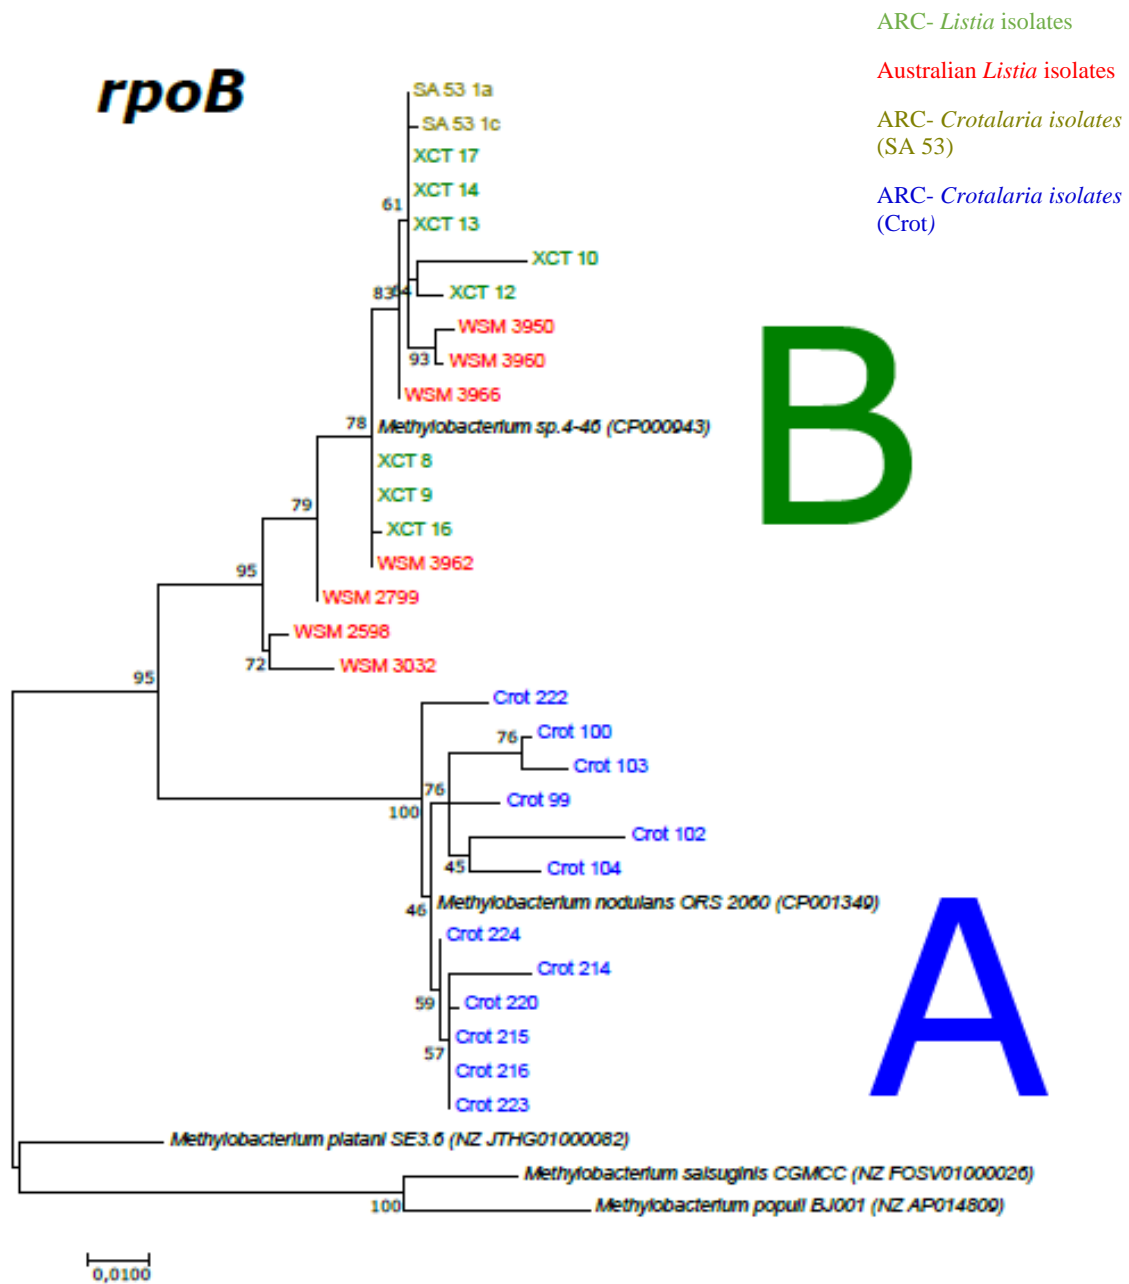 ARC- Listia isolates
Australian Listia isolates
ARC- Crotalaria isolates
(SA 53)
ARC- Crotalaria isolates
(Crot)
rpoB
SA 53 1a
SA 53 1c
XCT 17
XCT 14
61
XCT 13
XCT 10
83
64
XCT 12
WSM 3950
93
WSM 3960
WSM 3966
78
Methylobacterium sp.4-46 (CP000943)
XCT 8
XCT 9
79
XCT 16
WSM 3962
95
WSM 2799
WSM 2598
72
WSM 3032
95
B
Crot 222
76
Crot 100
Crot 103
76
Crot 99
100
Crot 102
45
Crot 104
46
Methylobacterium nodulans ORS 2060 (CP001349)
Crot 224
Crot 214
59
Crot 220
Crot 215
57
Crot 216
Crot 223
A
Methylobacterium platani SE3.6 (NZ JTHG01000082)
Methylobacterium salsuginis CGMCC (NZ FOSV01000026)
100
Methylobacterium populi BJ001 (NZ AP014809)
0,0100